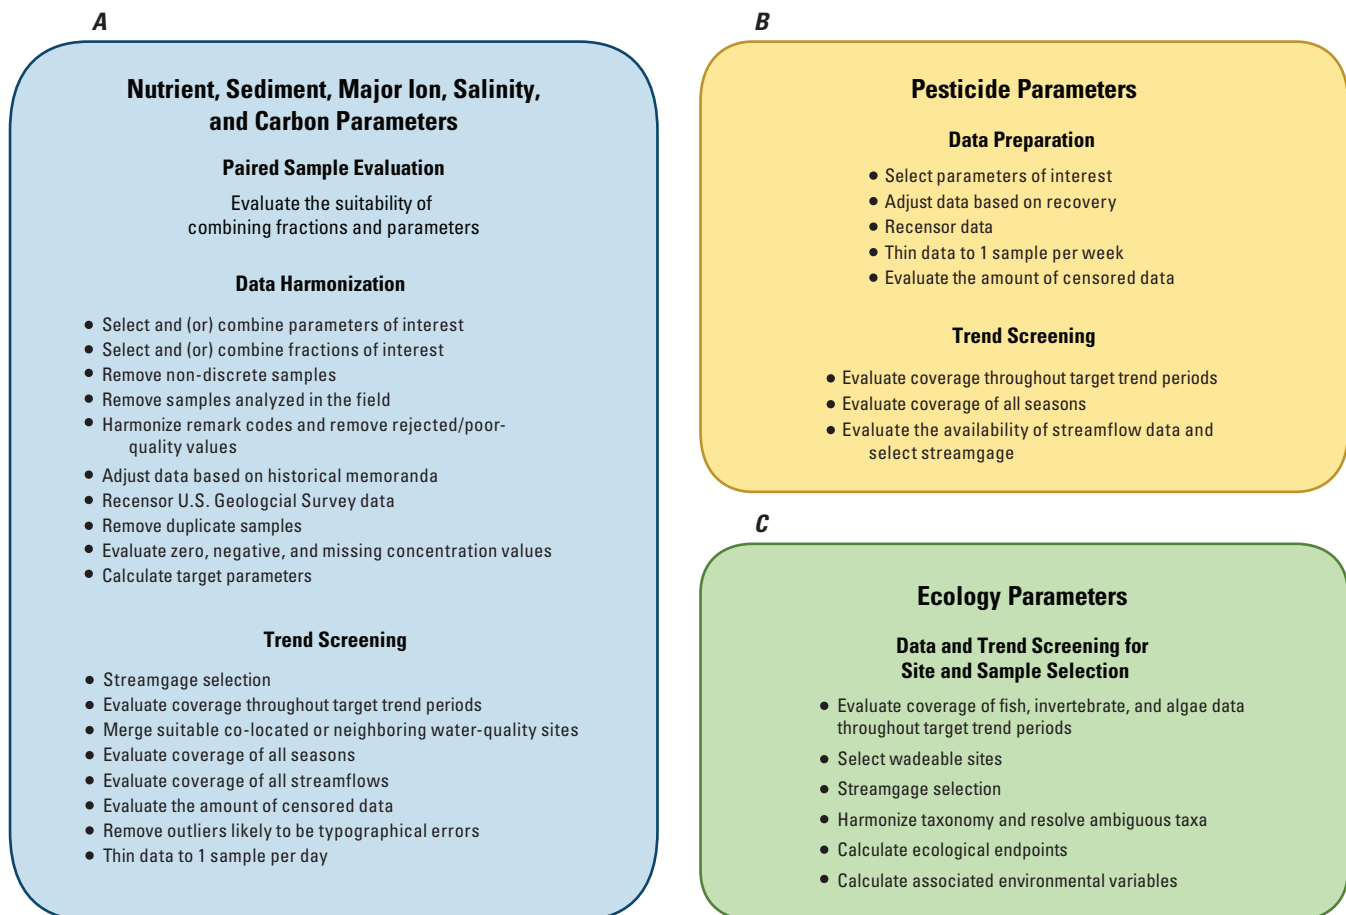 A
Nutrient, Sediment, Major Ion, Salinity,
and Carbon Parameters
Paired Sample Evaluation
Evaluate the suitability of
combining fractions and parameters
Data Harmonization
• Select and (or) combine parameters of interest
• Select and (or) combine fractions of interest
• Remove non-discrete samples
• Remove samples analyzed in the field
• Harmonize remark codes and remove rejected/poor-
quality values
• Adjust data based on historical memoranda
• Recensor U.S. Geologcial Survey data
• Remove duplicate samples
• Evaluate zero, negative, and missing concentration values
• Calculate target parameters
Trend Screening
• Streamgage selection
• Evaluate coverage throughout target trend periods
• Merge suitable co-located or neighboring water-quality sites
• Evaluate coverage of all seasons
• Evaluate coverage of all streamflows
• Evaluate the amount of censored data
• Remove outliers likely to be typographical errors
• Thin data to 1 sample per day
B
Pesticide Parameters
Data Preparation
• Select parameters of interest
• Adjust data based on recovery
• Recensor data
• Thin data to 1 sample per week
• Evaluate the amount of censored data
Trend Screening
• Evaluate coverage throughout target trend periods
• Evaluate coverage of all seasons
• Evaluate the availability of streamflow data and
select streamgage
C
Ecology Parameters
Data and Trend Screening for
Site and Sample Selection
• Evaluate coverage of fish, invertebrate, and algae data
throughout target trend periods
• Select wadeable sites
• Streamgage selection
• Harmonize taxonomy and resolve ambiguous taxa
• Calculate ecological endpoints
• Calculate associated environmental variables